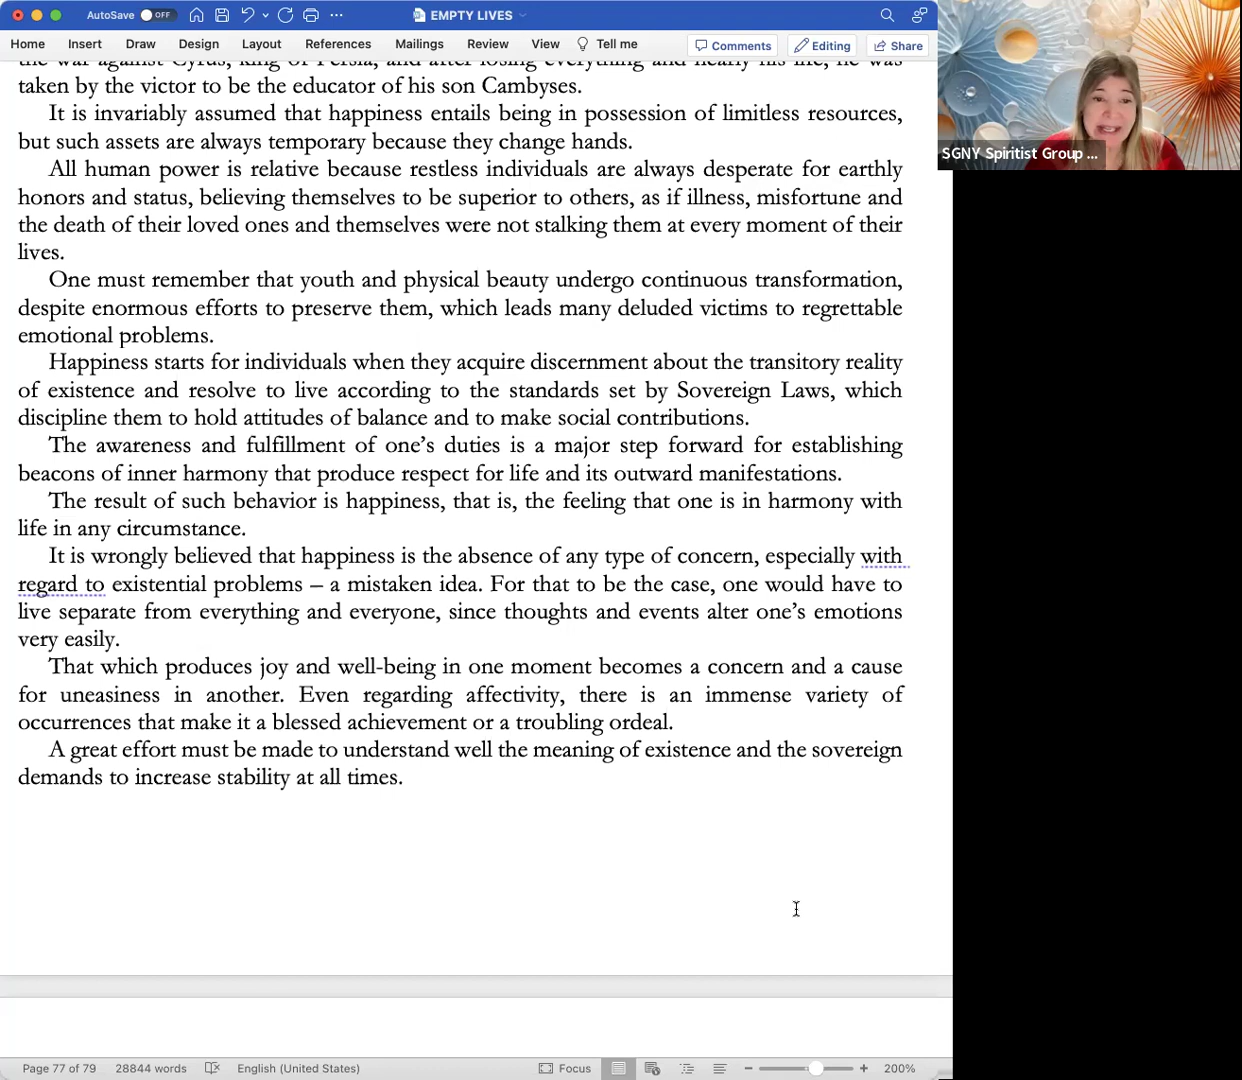 AutoSave OFF
EMPTY LIVES
Home Insert Draw Design Layout References Mailings Review View Tell me Comments Editing Share
the war against Cyrus, king of Persia, and after losing everything and nearly his life, he was
taken by the victor to be the educator of his son Cambyses.
It is invariably assumed that happiness entails being in possession of limitless resources,
but such assets are always temporary because they change hands.
All human power is relative because restless individuals are always desperate for earthly
honors and status, believing themselves to be superior to others, as if illness, misfortune and
the death of their loved ones and themselves were not stalking them at every moment of their
lives.
One must remember that youth and physical beauty undergo continuous transformation,
despite enormous efforts to preserve them, which leads many deluded victims to regrettable
emotional problems.
Happiness starts for individuals when they acquire discernment about the transitory reality
of existence and resolve to live according to the standards set by Sovereign Laws, which
discipline them to hold attitudes of balance and to make social contributions.
The awareness and fulfillment of one's duties is a major step forward for establishing
beacons of inner harmony that produce respect for life and its outward manifestations.
The result of such behavior is happiness, that is, the feeling that one is in harmony with
life in any circumstance.
It is wrongly believed that happiness is the absence of any type of concern, especially with
regard to existential problems – a mistaken idea. For that to be the case, one would have to
live separate from everything and everyone, since thoughts and events alter one's emotions
very easily.
That which produces joy and well-being in one moment becomes a concern and a cause
for uneasiness in another. Even regarding affectivity, there is an immense variety of
occurrences that make it a blessed achievement or a troubling ordeal.
A great effort must be made to understand well the meaning of existence and the sovereign
demands to increase stability at all times.
SGNY Spiritist Group ...
Page 77 of 79 28844 words English (United States) Focus 200%